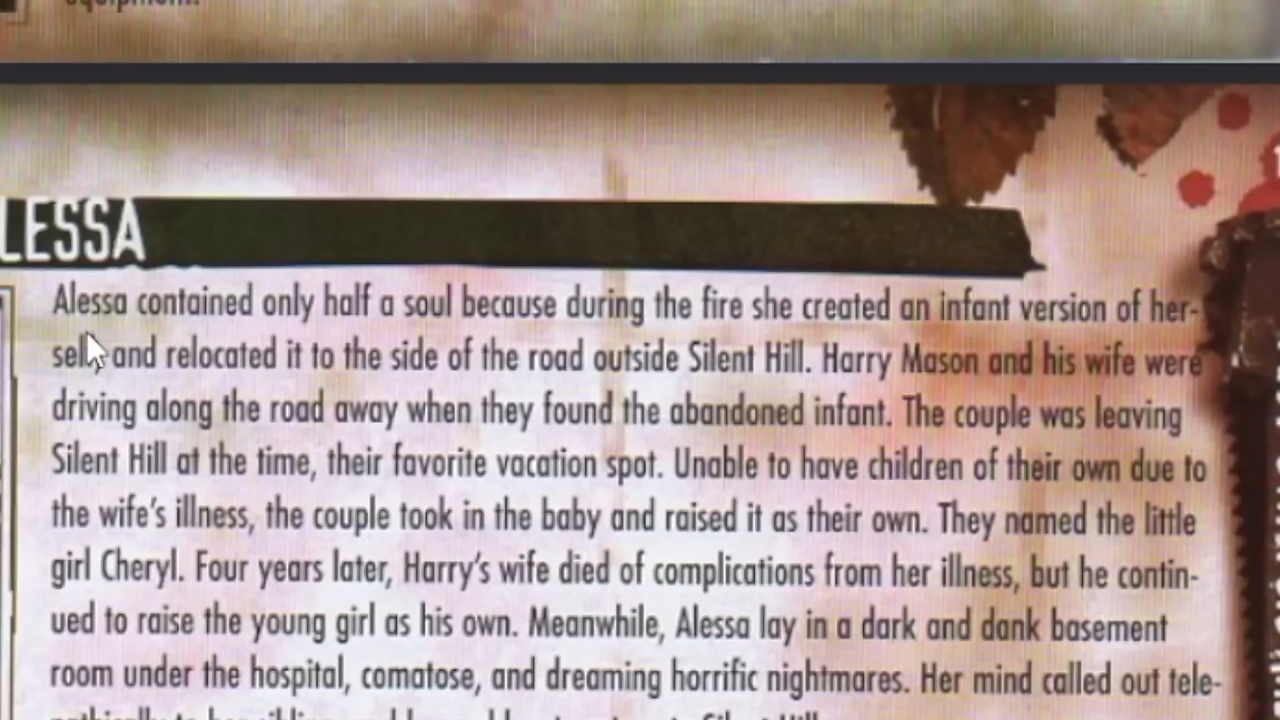 equipment.
LESSA
Alessa contained only half a soul because during the fire she created an infant version of her-
self, and relocated it to the side of the road outside Silent Hill. Harry Mason and his wife were
driving along the road away when they found the abandoned infant. The couple was leaving
Silent Hill at the time, their favorite vacation spot. Unable to have children of their own due to
the wife's illness, the couple took in the baby and raised it as their own. They named the little
girl Cheryl. Four years later, Harry's wife died of complications from her illness, but he contin-
ued to raise the young girl as his own. Meanwhile, Alessa lay in a dark and dank basement
room under the hospital, comatose, and dreaming horrific nightmares. Her mind called out tele-
Silent Hill